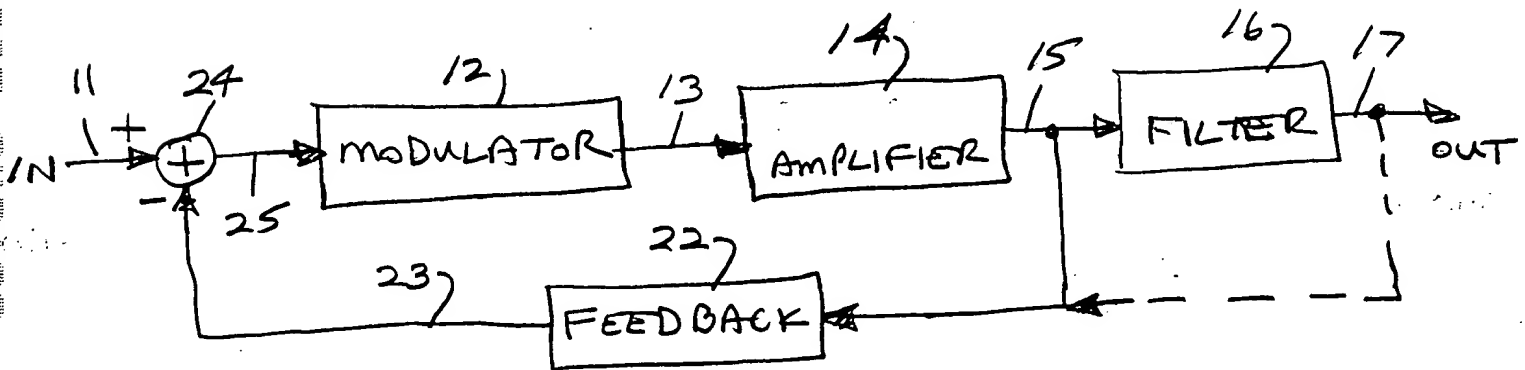 14
16
17
15
12
13
24
11
+
+
IN
MODULATOR
AMPLIFIER
FILTER
OUT
-
25
22
23
FEEDBACK